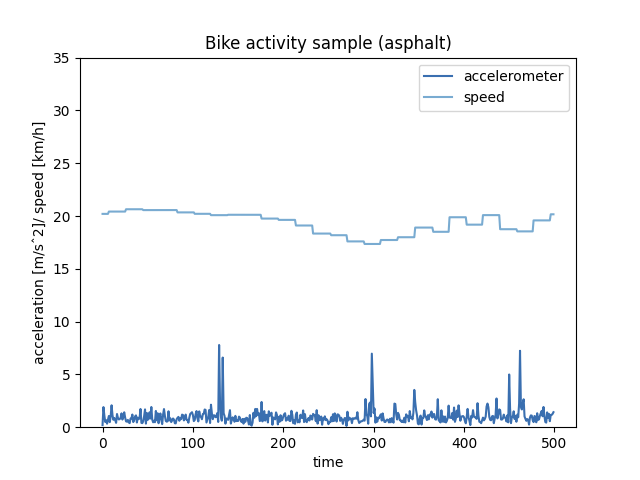 Bike activity sample (asphalt)
accelerometer
speed
acceleration [m/s^2]/ speed [km/h]
35
30
25
20
15
10
5
0
0 100 200 300 400 500
time